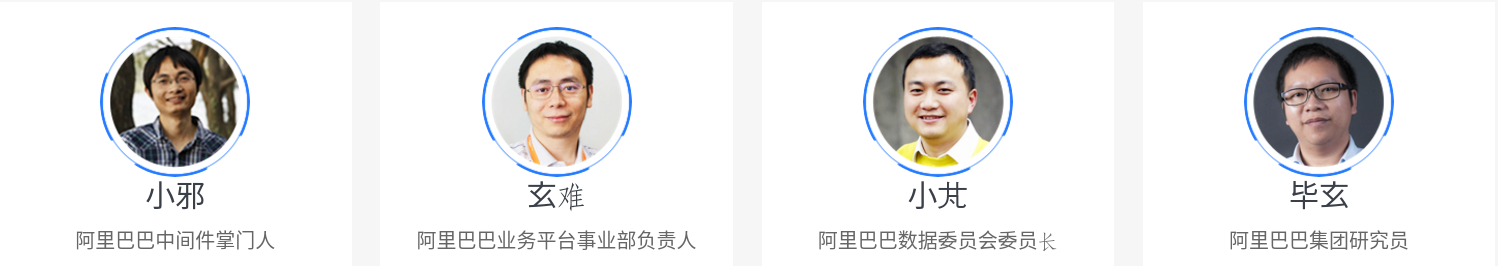 小邪
阿里巴巴中间件掌门人
玄难
阿里巴巴业务平台事业部负责人
小芃
阿里巴巴数据委员会委员长
毕玄
阿里巴巴集团研究员